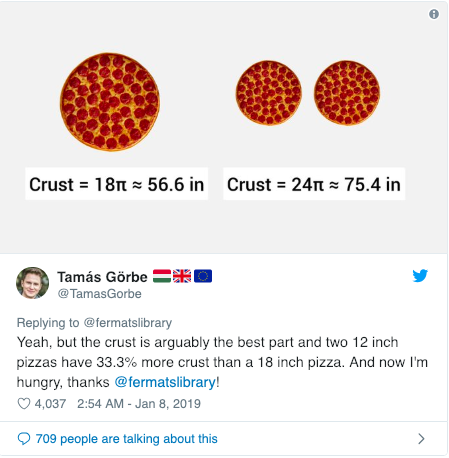 Crust = 18π ≈ 56.6 in
Crust = 24π ≈ 75.4 in
Tamás Görbe 🇭🇺🇬🇧🇪🇺
@TamasGorbe
Replying to @fermatslibrary
Yeah, but the crust is arguably the best part and two 12 inch
pizzas have 33.3% more crust than a 18 inch pizza. And now I'm
hungry, thanks @fermatslibrary!
4,037 2:54 AM - Jan 8, 2019
709 people are talking about this